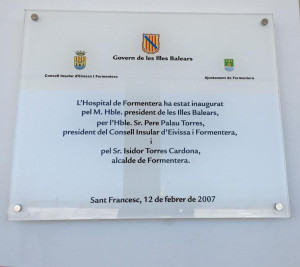 Govern de les Illes Balears
Consell Insular d'Eivissa i Formentera
Ajuntament de Formentera
L'Hospital de Formentera ha estat inaugurat
pel M. Hble. president de les Illes Balears,
per l'Hble. Sr. Pere Palau Torres,
president del Consell Insular d'Eivissa i Formentera,
i
pel Sr. Isidor Torres Cardona,
alcalde de Formentera.
Sant Francesc, 12 de febrer de 2007